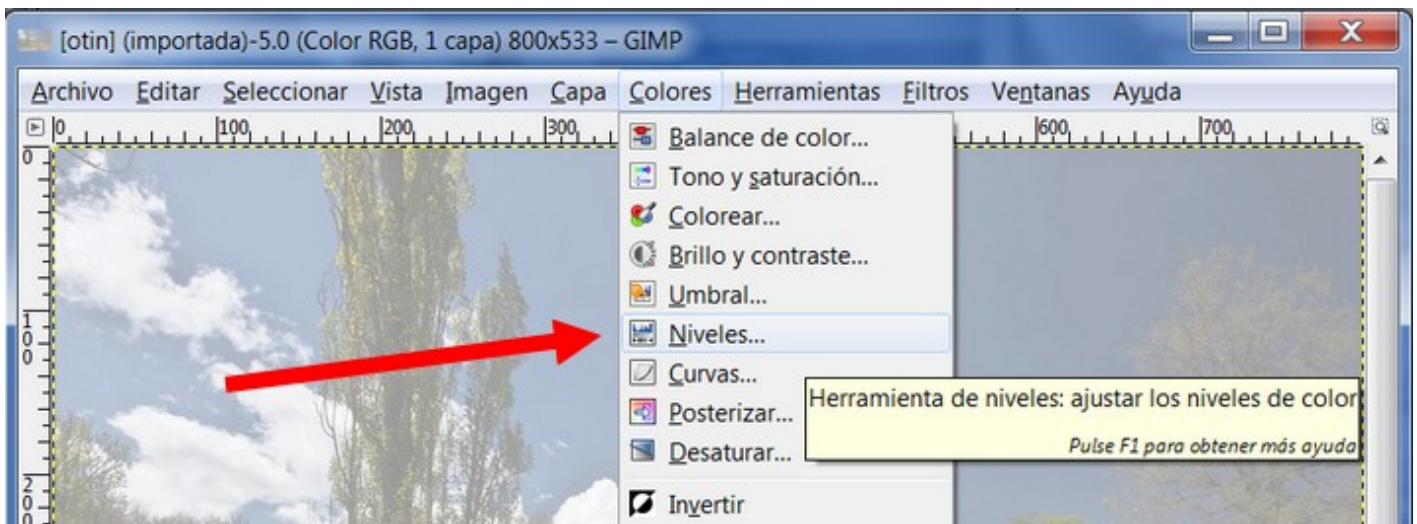 [otin] (importada)-5.0 (Color RGB, 1 capa) 800x533 – GIMP
Archivo Editar Seleccionar Vista Imagen Capa Colores Herramientas Filtros Ventanas Ayuda
0 100 200 300 600 700
0
Balance de color...
Tono y saturación...
Colorear...
Brillo y contraste...
Umbral...
100
Niveles...
Curvas...
Herramienta de niveles: ajustar los niveles de color
Posterizar...
Pulse F1 para obtener más ayuda
Desaturar...
Invertir